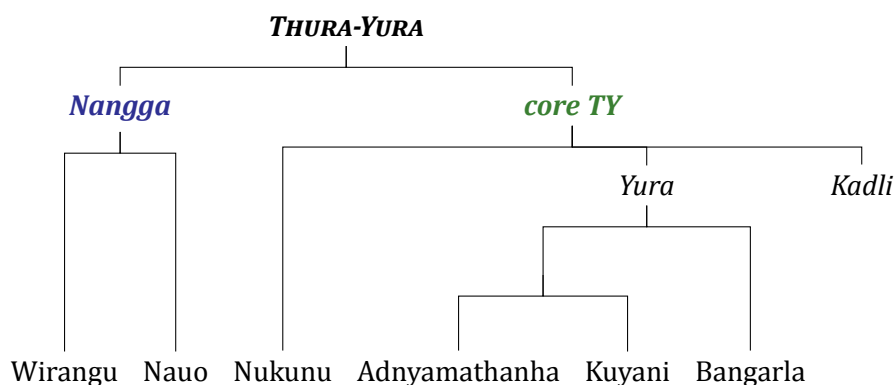 THURA-YURA
Nangga core TY
Yura Kadli
Wirangu Nauo Nukunu Adnyamathanha Kuyani Bangarla